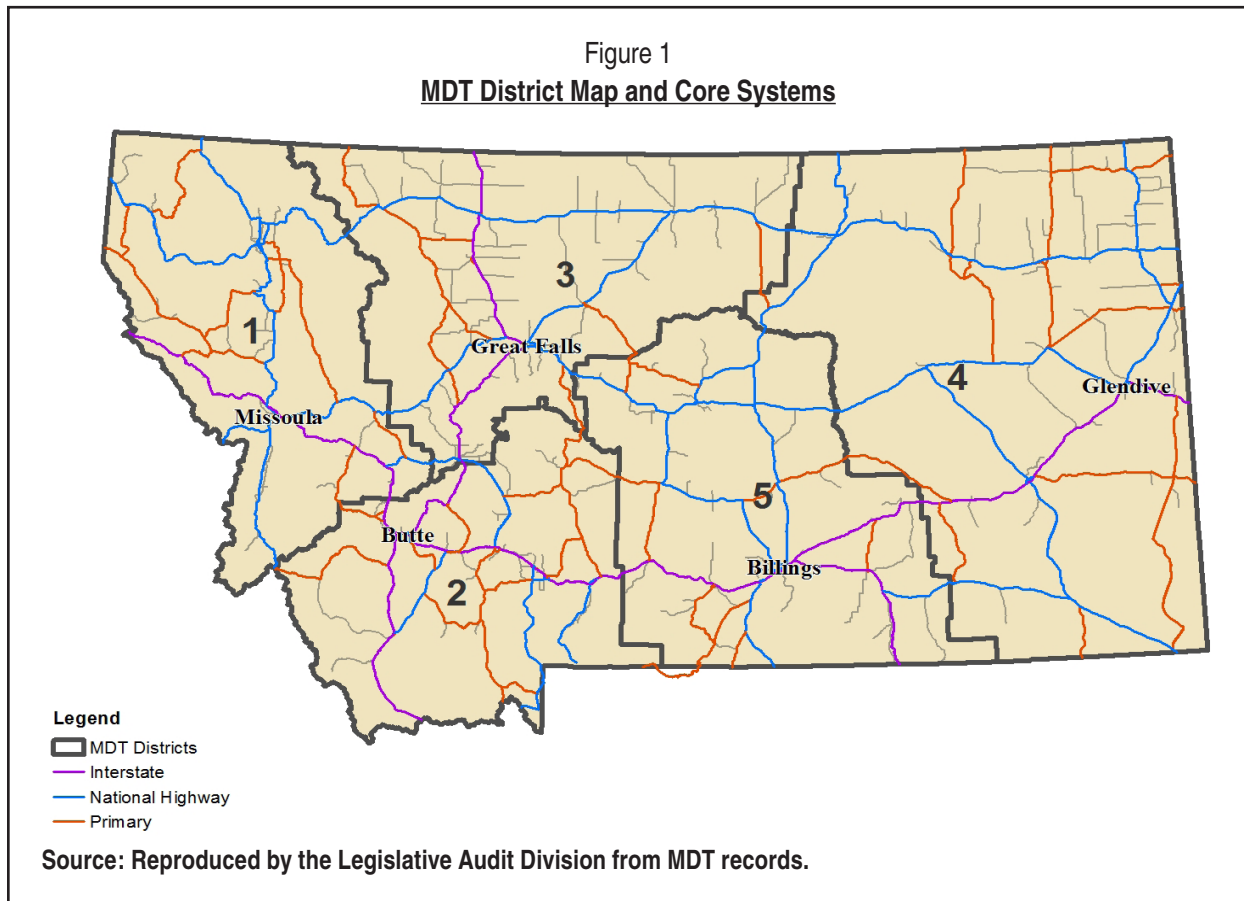 Figure 1
MDT District Map and Core Systems
3
1
Great Falls
4
Glendive
Missoula
5
Butte
Billings
2
Legend
MDT Districts
Interstate
National Highway
Primary
Source: Reproduced by the Legislative Audit Division from MDT records.